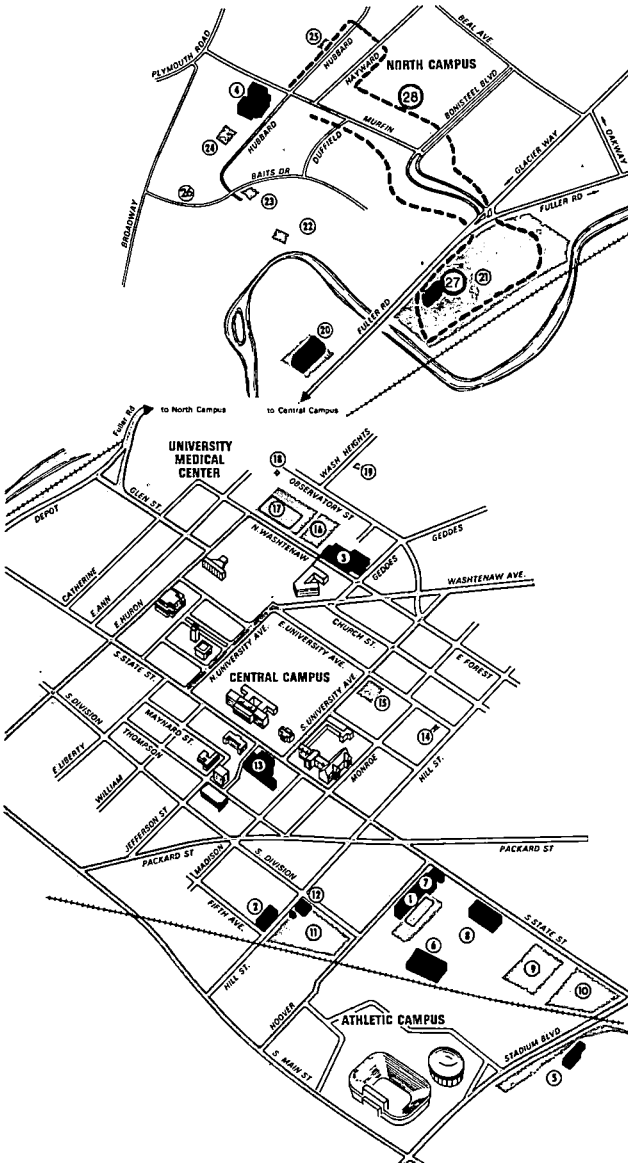 BEAL AVE.
PLYMOUTH ROAD
25
HUBBARD
HAYWARD
NORTH CAMPUS
BONISTEEL BLVD
4
28
MURFIN
24
HUBBARD
DUFFIELD
GLACIER WAY
OAKWAY
BAITS DR
26
23
FULLER RD
BROADWAY
22
27
21
20
FULLER RD
Fuller Rd
to North Campus
to Central Campus
UNIVERSITY
MEDICAL
CENTER
18
WASH HEIGHTS
19
OBSERVATORY ST
GLEN ST.
17
16
DEPOT
N. WASHTENAW
3
GEDDES
GEDDES
CATHERINE
E. ANN
E. HURON
WASHTENAW AVE.
CHURCH ST.
E. UNIVERSITY AVE.
N. UNIVERSITY AVE.
E. FOREST
S. STATE ST.
CENTRAL CAMPUS
S. UNIVERSITY AVE.
15
S. DIVISION
MAYNARD ST.
14
THOMPSON
E. LIBERTY
13
MONROE
HILL ST.
WILLIAM
JEFFERSON ST
PACKARD ST
PACKARD ST
MADISON
S. DIVISION
12
7
1
FIFTH AVE.
2
11
8
S. STATE ST.
6
9
HILL ST.
10
HOOVER
ATHLETIC CAMPUS
STADIUM BLVD
S. MAIN ST.
5